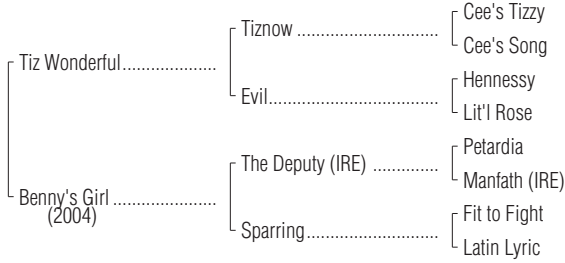 Cee's Tizzy
Tiznow ................................
Cee's Song
Tiz Wonderful.....................
Hennessy
Evil.......................................
Lit'l Rose
Petardia
The Deputy (IRE) ...............
Manfath (IRE)
Benny's Girl .......................
(2004)
Fit to Fight
Sparring..............................
Latin Lyric